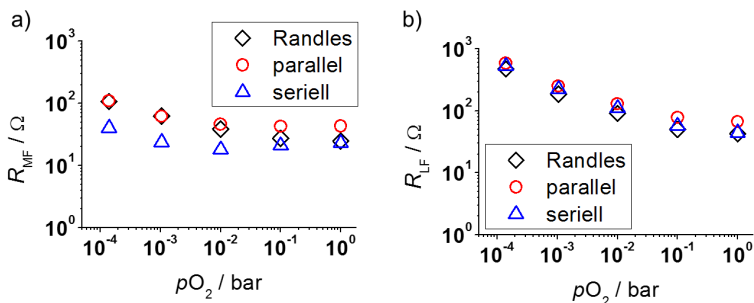 a)
Randles
parallel
seriell
10³
10²
10¹
10⁰
R_MF / Ω
10⁻⁴ 10⁻³ 10⁻² 10⁻¹ 10⁰
pO₂ / bar
b)
10³
10²
10¹
10⁰
R_LF / Ω
Randles
parallel
seriell
10⁻⁴ 10⁻³ 10⁻² 10⁻¹ 10⁰
pO₂ / bar